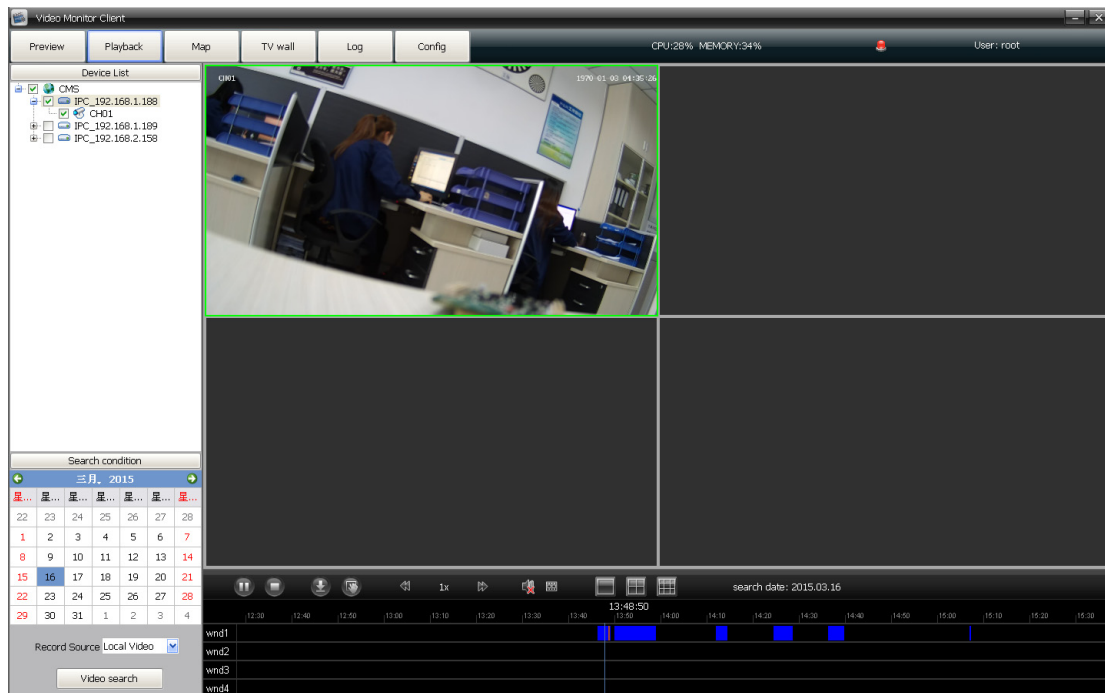 Video Monitor Client
Preview Playback Map TV wall Log Config CPU:28% MEMORY:34% User: root
Device List
CMS
IPC_192.168.1.188
CH01
IPC_192.168.1.189
IPC_192.168.2.158
CH01 1970-01-03 04:35:26
Search condition
三月, 2015
星... 星... 星... 星... 星... 星... 星...
22 23 24 25 26 27 28
1 2 3 4 5 6 7
8 9 10 11 12 13 14
15 16 17 18 19 20 21
22 23 24 25 26 27 28
29 30 31 1 2 3 4
Record Source Local Video
Video search
1x search date: 2015.03.16
13:48:50
12:30 12:40 12:50 13:00 13:10 13:20 13:30 13:40 13:50 14:00 14:10 14:20 14:30 14:40 14:50 15:00 15:10 15:20 15:30
wnd1
wnd2
wnd3
wnd4